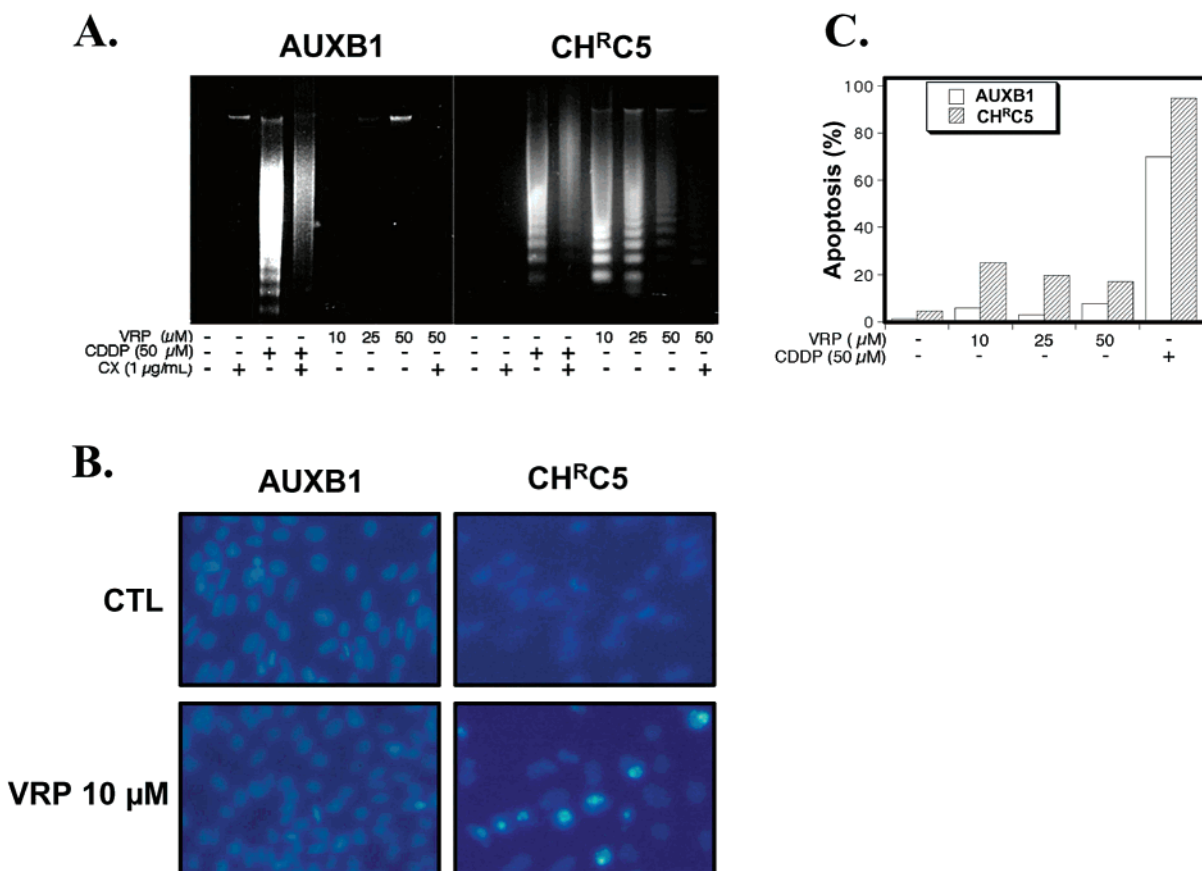 A.
AUXB1 CHᴿC5
VRP (µM) - - - - 10 25 50 50 - - - - 10 25 50 50
CDDP (50 µM) - - + + - - - - - - + + - - - -
CX (1 µg/mL) - + - + - - - + - + - + - - - +
C.
AUXB1
CHᴿC5
100
80
60
40
20
0
Apoptosis (%)
VRP ( µM) - 10 25 50 -
CDDP (50 µM) - - - - +
B.
AUXB1 CHᴿC5
CTL
VRP 10 µM